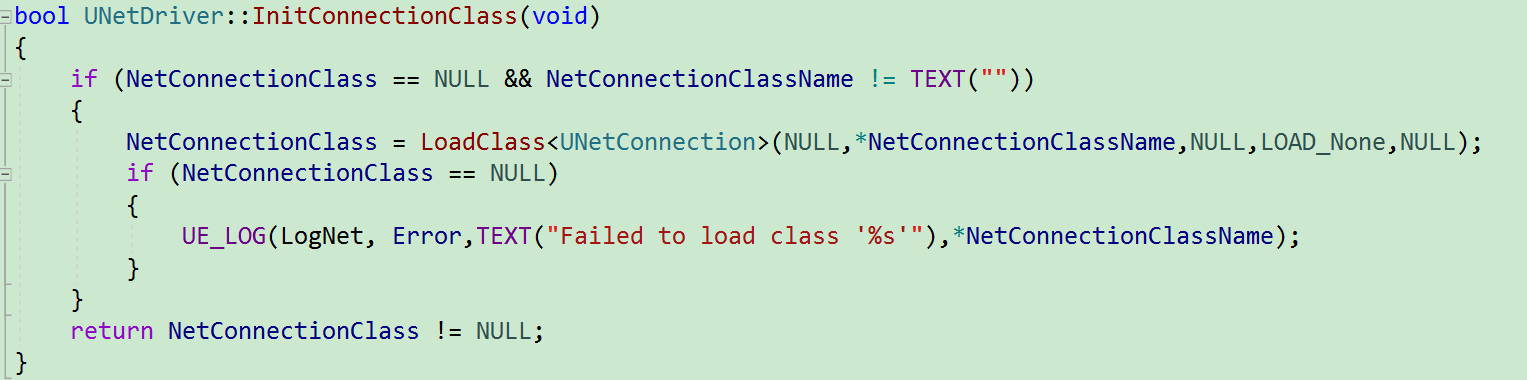 bool UNetDriver::InitConnectionClass(void)
{
    if (NetConnectionClass == NULL && NetConnectionClassName != TEXT(""))
    {
        NetConnectionClass = LoadClass<UNetConnection>(NULL,*NetConnectionClassName,NULL,LOAD_None,NULL);
        if (NetConnectionClass == NULL)
        {
            UE_LOG(LogNet, Error,TEXT("Failed to load class '%s'"),*NetConnectionClassName);
        }
    }
    return NetConnectionClass != NULL;
}